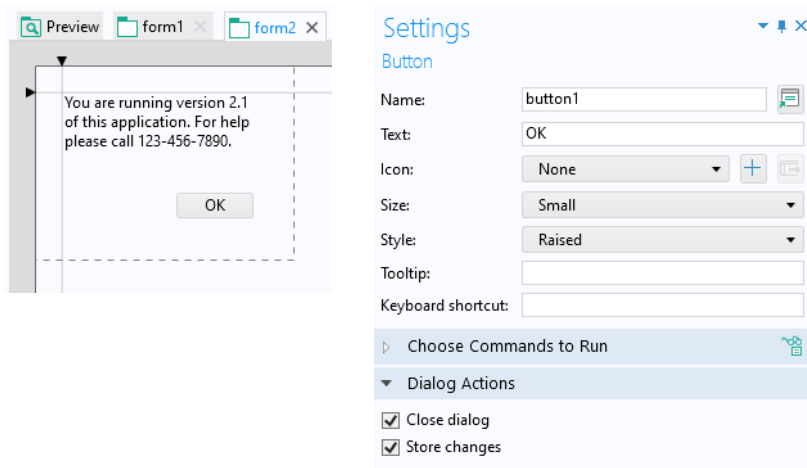 Preview form1 form2
You are running version 2.1
of this application. For help
please call 123-456-7890.
OK
Settings
Button
Name: button1
Text: OK
Icon: None
Size: Small
Style: Raised
Tooltip:
Keyboard shortcut:
Choose Commands to Run
Dialog Actions
Close dialog
Store changes